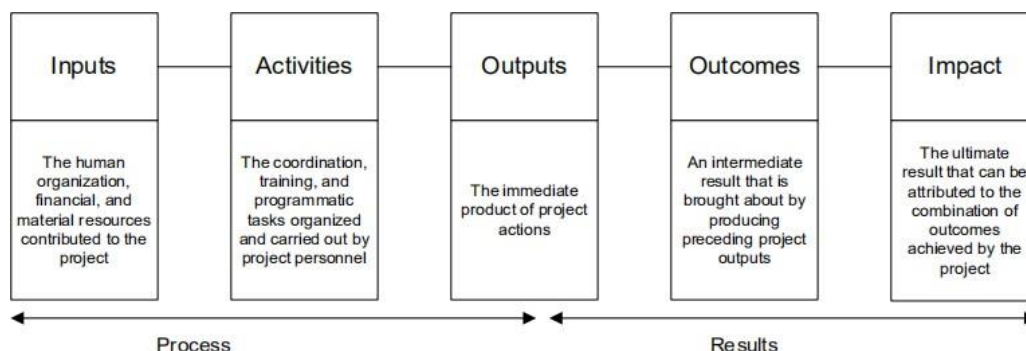 Inputs
Activities
Outputs
Outcomes
Impact
The human
organization,
financial, and
material resources
contributed to the
project
The coordination,
training, and
programmatic
tasks organized
and carried out by
project personnel
The immediate
product of project
actions
An intermediate
result that is
brought about by
producing
preceding project
outputs
The ultimate
result that can be
attributed to the
combination of
outcomes
achieved by the
project
Process
Results